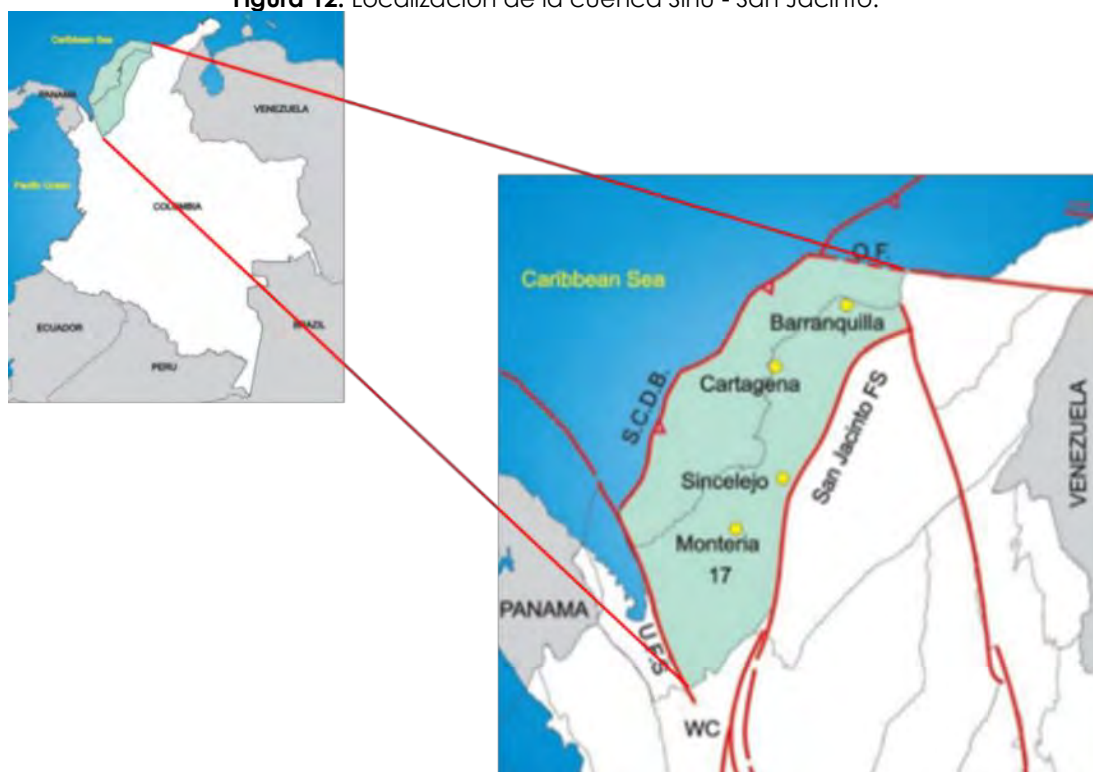 Figura 12. Localización de la cuenca Sinú - San Jacinto.
Caribbean Sea
PANAMA
VENEZUELA
Pacific Ocean
COLOMBIA
ECUADOR
BRAZIL
PERU
O.F.
Caribbean Sea
Barranquilla
S.C.D.B.
Cartagena
San Jacinto FS
VENEZUELA
Sincelejo
Monteria
17
PANAMA
U.F.S
WC